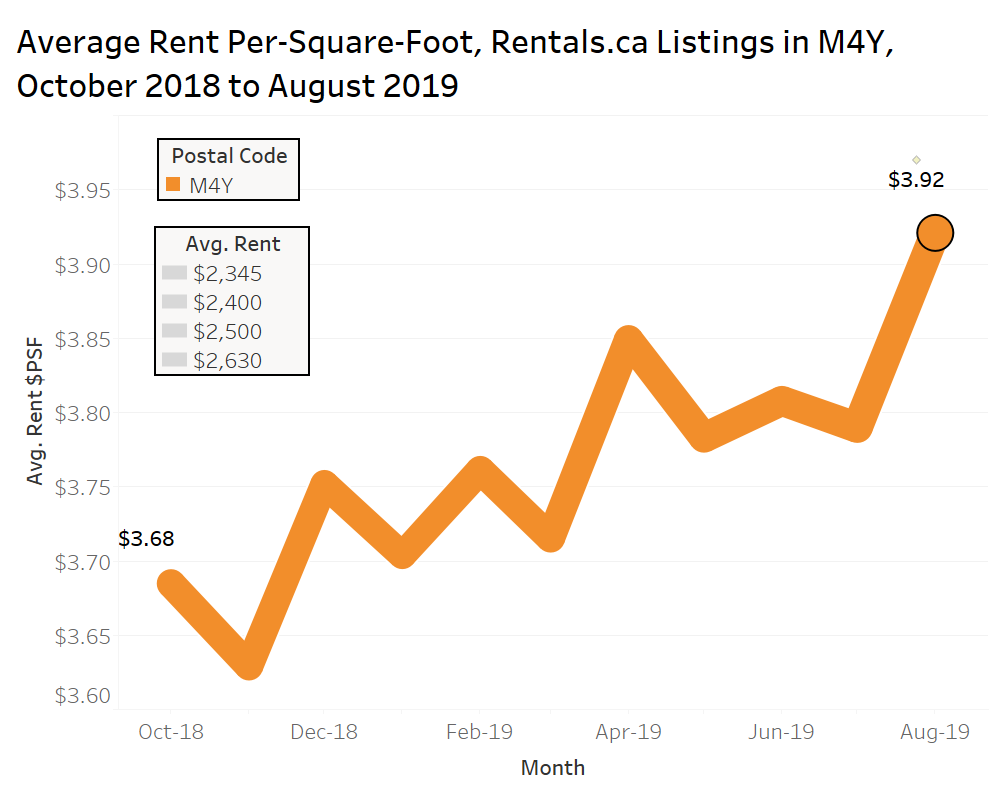 Average Rent Per-Square-Foot, Rentals.ca Listings in M4Y,
October 2018 to August 2019
Postal Code
M4Y
Avg. Rent
$2,345
$2,400
$2,500
$2,630
Avg. Rent $PSF
$3.95
$3.90
$3.85
$3.80
$3.75
$3.70
$3.65
$3.60
$3.68
$3.92
Oct-18
Dec-18
Feb-19
Apr-19
Jun-19
Aug-19
Month